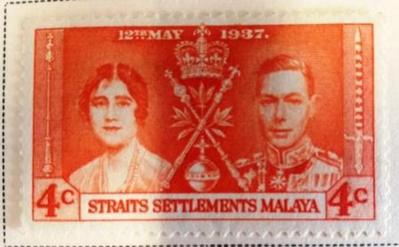 12TH MAY 1937.
4c STRAITS SETTLEMENTS MALAYA 4c